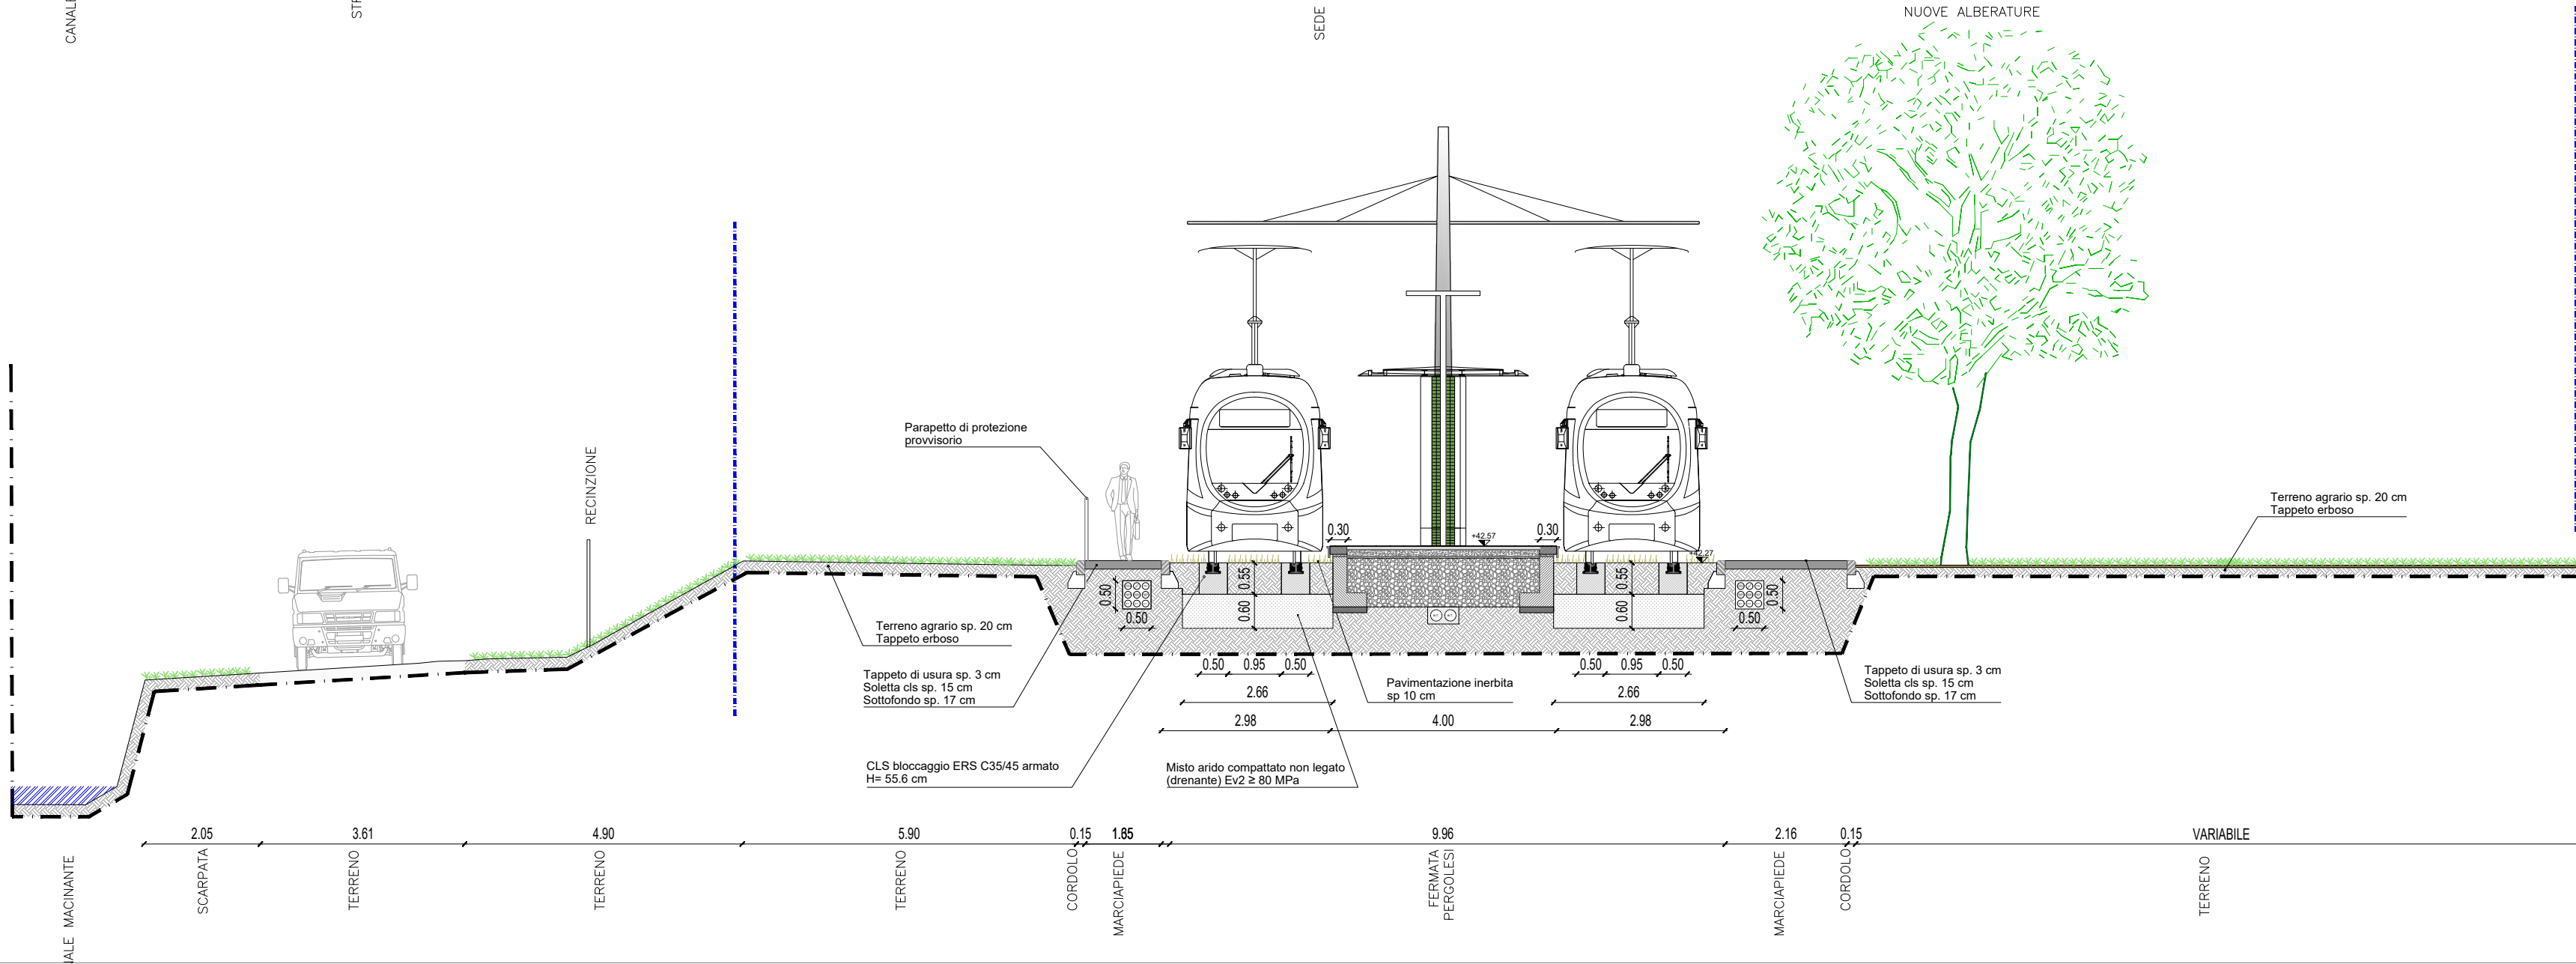 CANALE
STR
SEDE
NUOVE ALBERATURE
RECINZIONE
Parapetto di protezione
provvisorio
Terreno agrario sp. 20 cm
Tappeto erboso
0.30
0.30
+42.57
+42.27
0.50
0.50
0.55
0.60
0.55
0.60
0.50
0.50
Terreno agrario sp. 20 cm
Tappeto erboso
0.50 0.95 0.50
0.50 0.95 0.50
Tappeto di usura sp. 3 cm
Soletta cls sp. 15 cm
Sottofondo sp. 17 cm
2.66
Pavimentazione inerbita
sp 10 cm
2.66
Tappeto di usura sp. 3 cm
Soletta cls sp. 15 cm
Sottofondo sp. 17 cm
2.98
4.00
2.98
CLS bloccaggio ERS C35/45 armato
H= 55.6 cm
Misto arido compattato non legato
(drenante) Ev2 ≥ 80 MPa
2.05 3.61 4.90 5.90 0.15 9.96 2.16 0.15 VARIABILE
NALE MACINANTE
SCARPATA
TERRENO
TERRENO
TERRENO
CORDOLO
MARCIAPIEDE
FERMATA
PERGOLESI
MARCIAPIEDE
CORDOLO
TERRENO